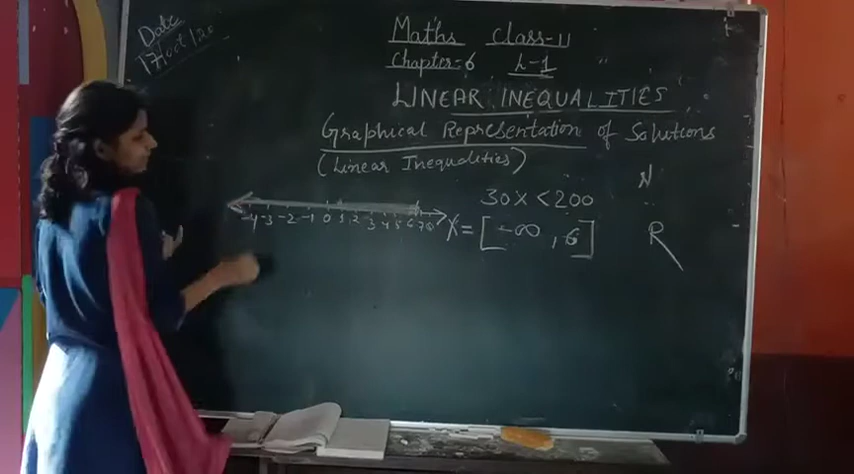 Date
17/oct/20
Maths Class-11
Chapter-6 L-1
LINEAR INEQUALITIES
Graphical Representation of Solutions
(Linear Inequalities)
N
30X < 200
-4 -3 -2 -1 0 1 2 3 4 5 6 7 8
X = [-∞, 6]
R